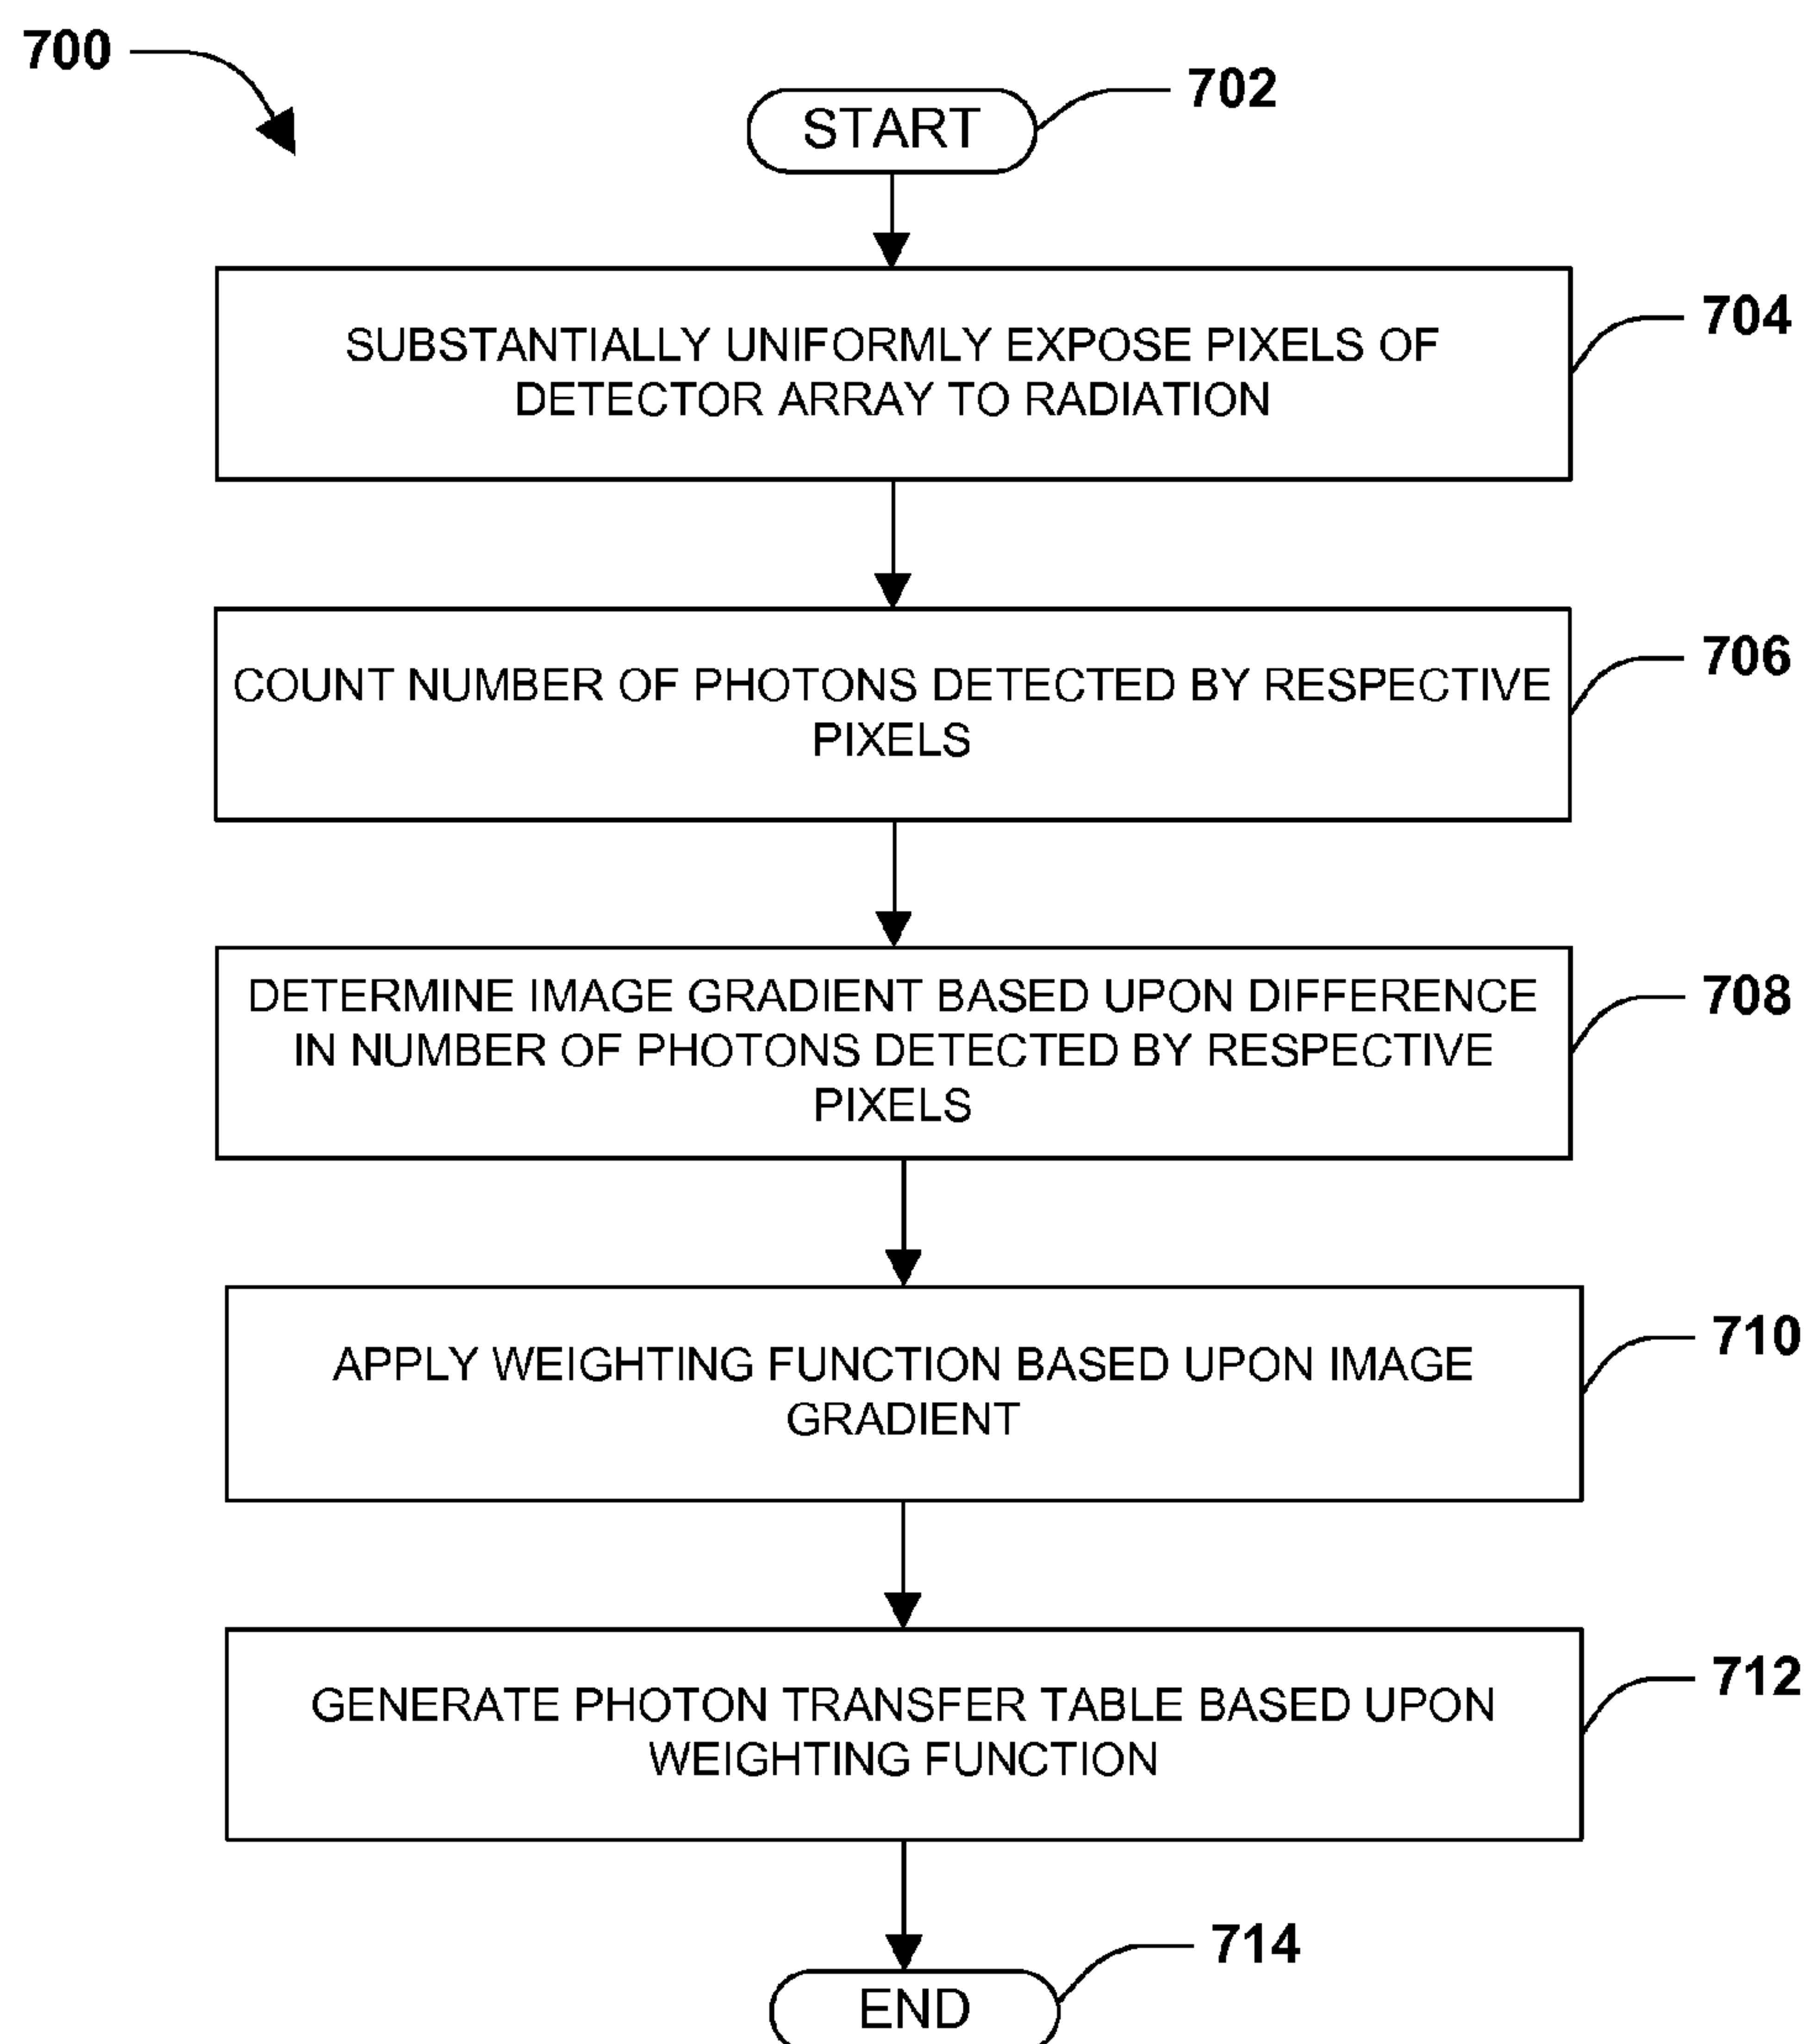 700
702
START
704
SUBSTANTIALLY UNIFORMLY EXPOSE PIXELS OF
DETECTOR ARRAY TO RADIATION
706
COUNT NUMBER OF PHOTONS DETECTED BY RESPECTIVE
PIXELS
708
DETERMINE IMAGE GRADIENT BASED UPON DIFFERENCE
IN NUMBER OF PHOTONS DETECTED BY RESPECTIVE
PIXELS
710
APPLY WEIGHTING FUNCTION BASED UPON IMAGE
GRADIENT
712
GENERATE PHOTON TRANSFER TABLE BASED UPON
WEIGHTING FUNCTION
714
END